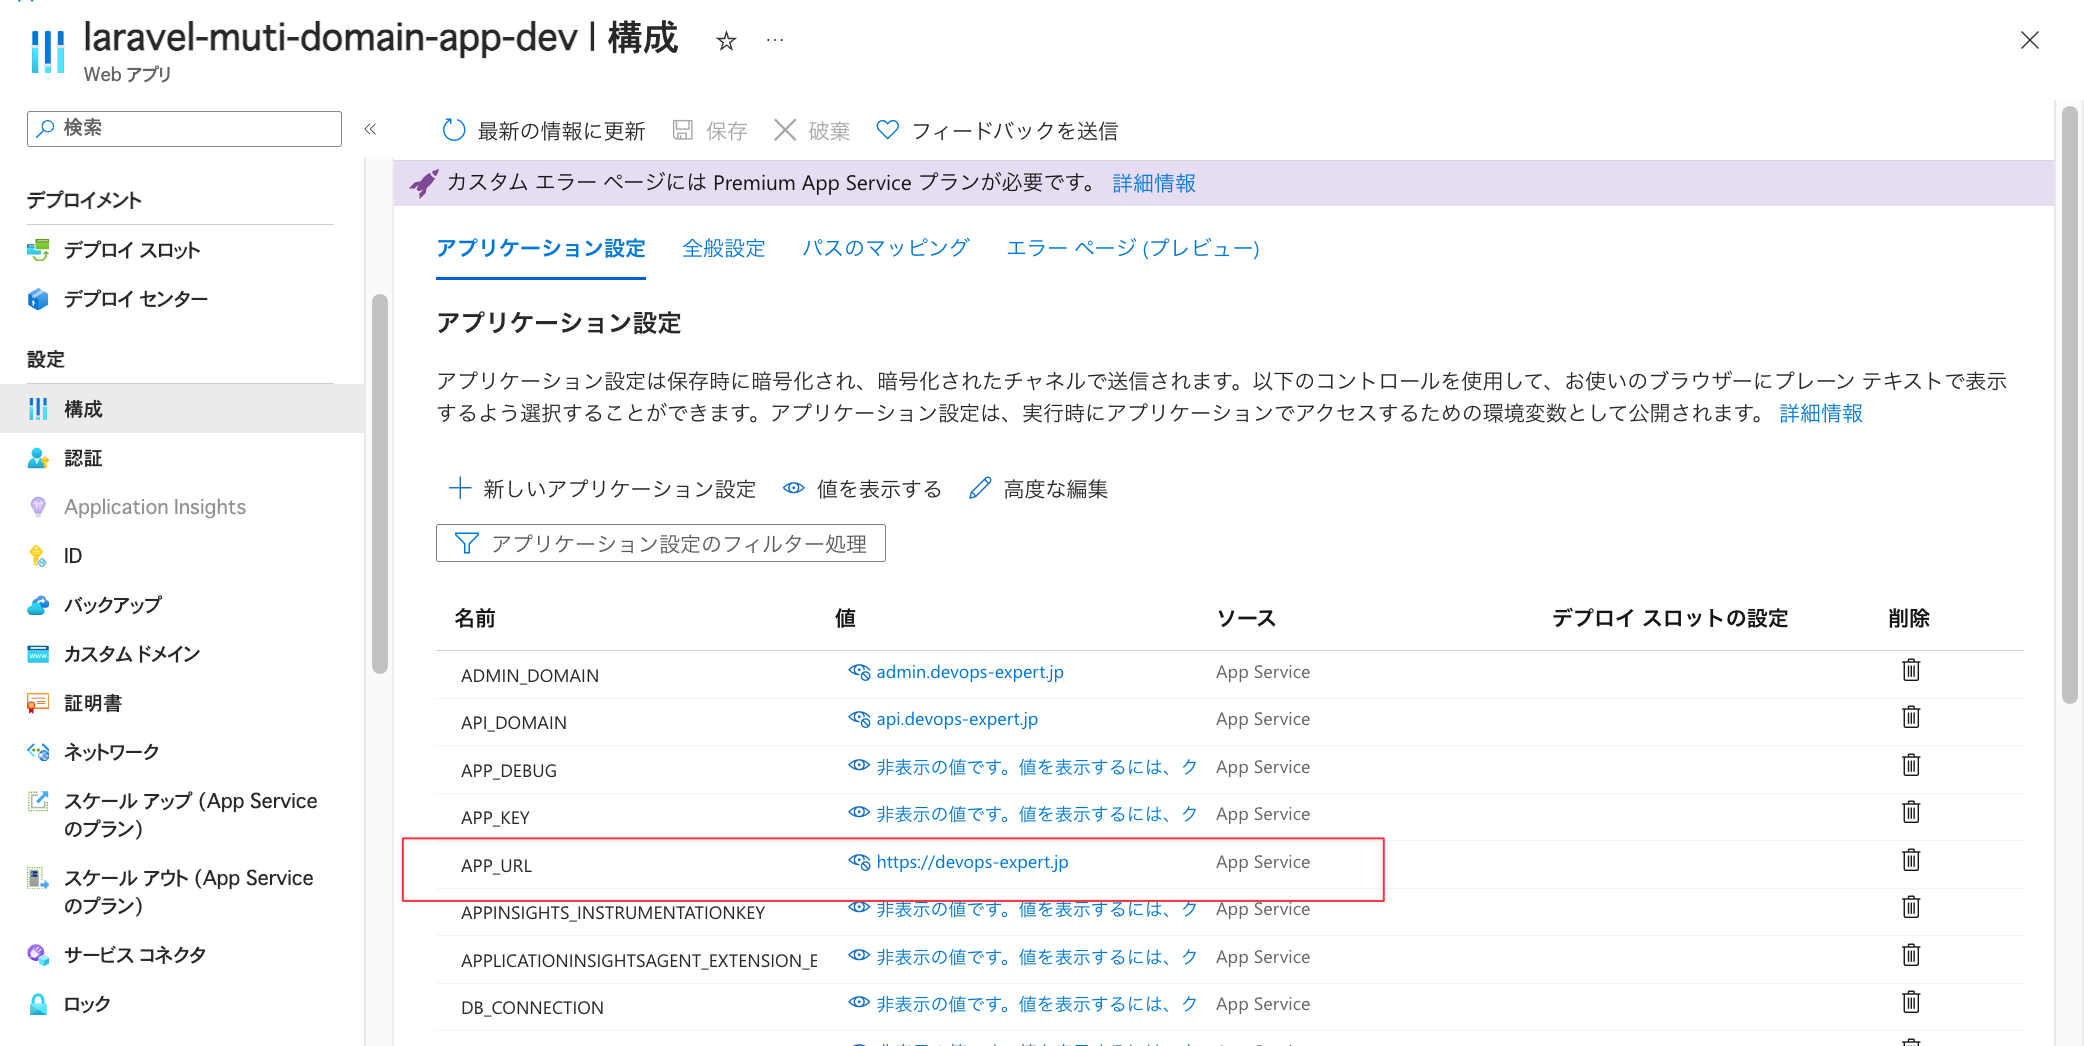 laravel-muti-domain-app-dev | 構成
Web アプリ
検索
最新の情報に更新
保存
破棄
フィードバックを送信
カスタム エラー ページには Premium App Service プランが必要です。 詳細情報
デプロイメント
デプロイ スロット
デプロイ センター
設定
構成
認証
Application Insights
ID
バックアップ
カスタム ドメイン
証明書
ネットワーク
スケール アップ (App Service
のプラン)
スケール アウト (App Service
のプラン)
サービス コネクタ
ロック
アプリケーション設定 全般設定 パスのマッピング エラー ページ (プレビュー)
アプリケーション設定
アプリケーション設定は保存時に暗号化され、暗号化されたチャネルで送信されます。以下のコントロールを使用して、お使いのブラウザーにプレーン テキストで表示
するよう選択することができます。アプリケーション設定は、実行時にアプリケーションでアクセスするための環境変数として公開されます。 詳細情報
新しいアプリケーション設定 値を表示する 高度な編集
アプリケーション設定のフィルター処理
名前 値 ソース デプロイ スロットの設定 削除
ADMIN_DOMAIN admin.devops-expert.jp App Service
API_DOMAIN api.devops-expert.jp App Service
APP_DEBUG 非表示の値です。値を表示するには、ク App Service
APP_KEY 非表示の値です。値を表示するには、ク App Service
APP_URL https://devops-expert.jp App Service
APPINSIGHTS_INSTRUMENTATIONKEY 非表示の値です。値を表示するには、ク App Service
APPLICATIONINSIGHTSAGENT_EXTENSION_E 非表示の値です。値を表示するには、ク App Service
DB_CONNECTION 非表示の値です。値を表示するには、ク App Service